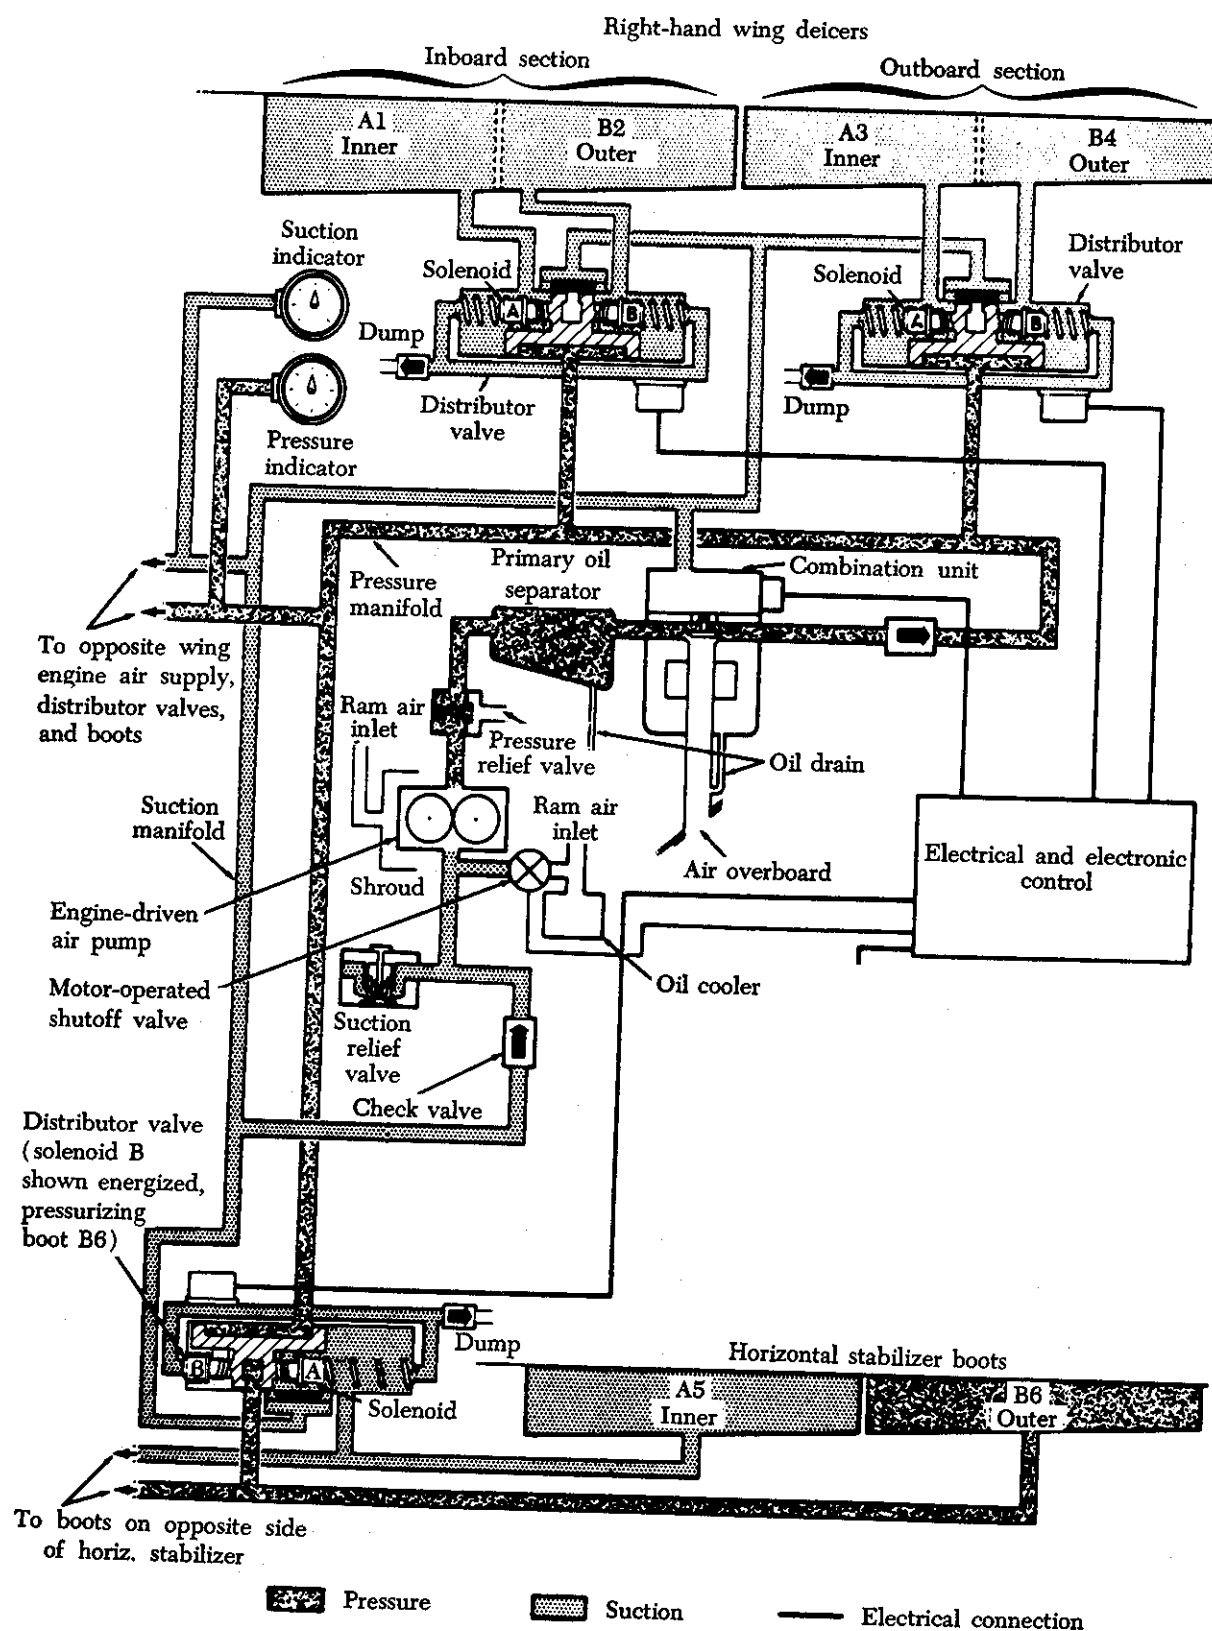 Right-hand wing deicers
Inboard section
Outboard section
A1
Inner
B2
Outer
A3
Inner
B4
Outer
Suction
indicator
Solenoid
A
B
Solenoid
A
B
Distributor
valve
Dump
Distributor
valve
Dump
Pressure
indicator
Primary oil
separator
Combination unit
Pressure
manifold
To opposite wing
engine air supply,
distributor valves,
and boots
Ram air
inlet
Pressure
relief valve
Oil drain
Suction
manifold
Ram air
inlet
Shroud
Air overboard
Electrical and electronic
control
Engine-driven
air pump
Oil cooler
Motor-operated
shutoff valve
Suction
relief
valve
Check valve
Distributor valve
(solenoid B
shown energized,
pressurizing
boot B6)
Dump
B
A
Solenoid
Horizontal stabilizer boots
A5
Inner
B6
Outer
To boots on opposite side
of horiz. stabilizer
Pressure
Suction
Electrical connection